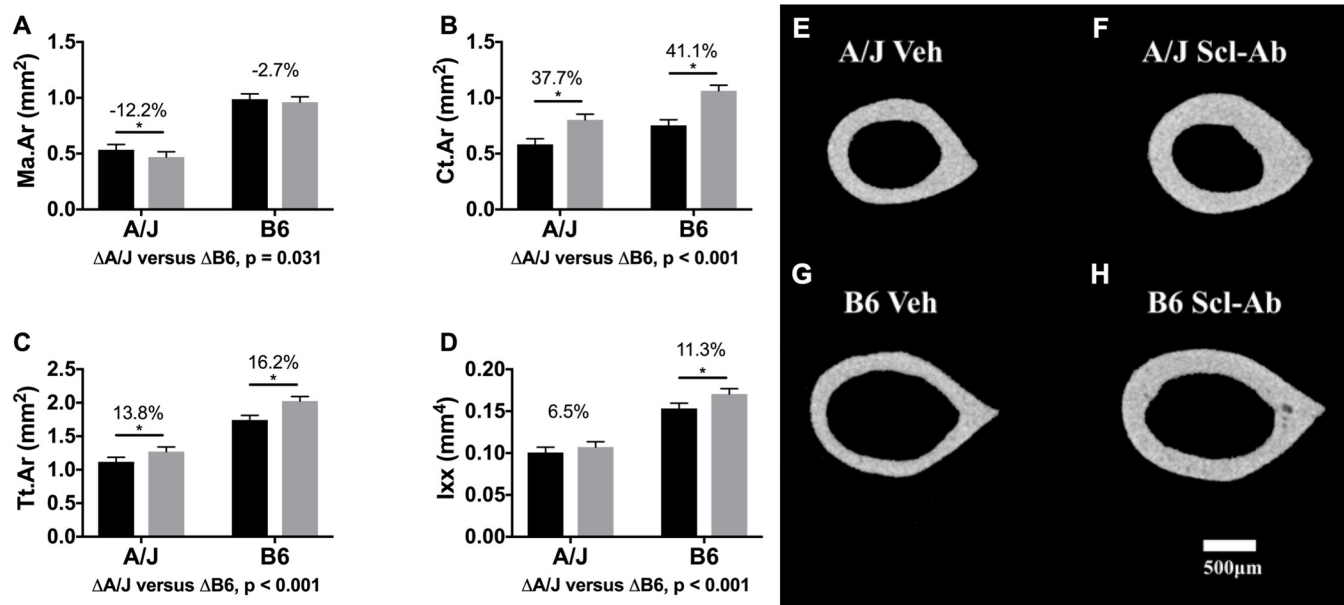 A
Ma.Ar (mm²)
1.5
1.0
0.5
0.0
-12.2%
*
-2.7%
A/J
B6
ΔA/J versus ΔB6, p = 0.031
B
Ct.Ar (mm²)
1.5
1.0
0.5
0.0
37.7%
*
41.1%
*
A/J
B6
ΔA/J versus ΔB6, p < 0.001
C
Tt.Ar (mm²)
2.5
2.0
1.5
1.0
0.5
0.0
13.8%
*
16.2%
*
A/J
B6
ΔA/J versus ΔB6, p < 0.001
D
Ixx (mm⁴)
0.20
0.15
0.10
0.05
0.00
6.5%
11.3%
*
A/J
B6
ΔA/J versus ΔB6, p < 0.001
E
A/J Veh
F
A/J Scl-Ab
G
B6 Veh
H
B6 Scl-Ab
500μm